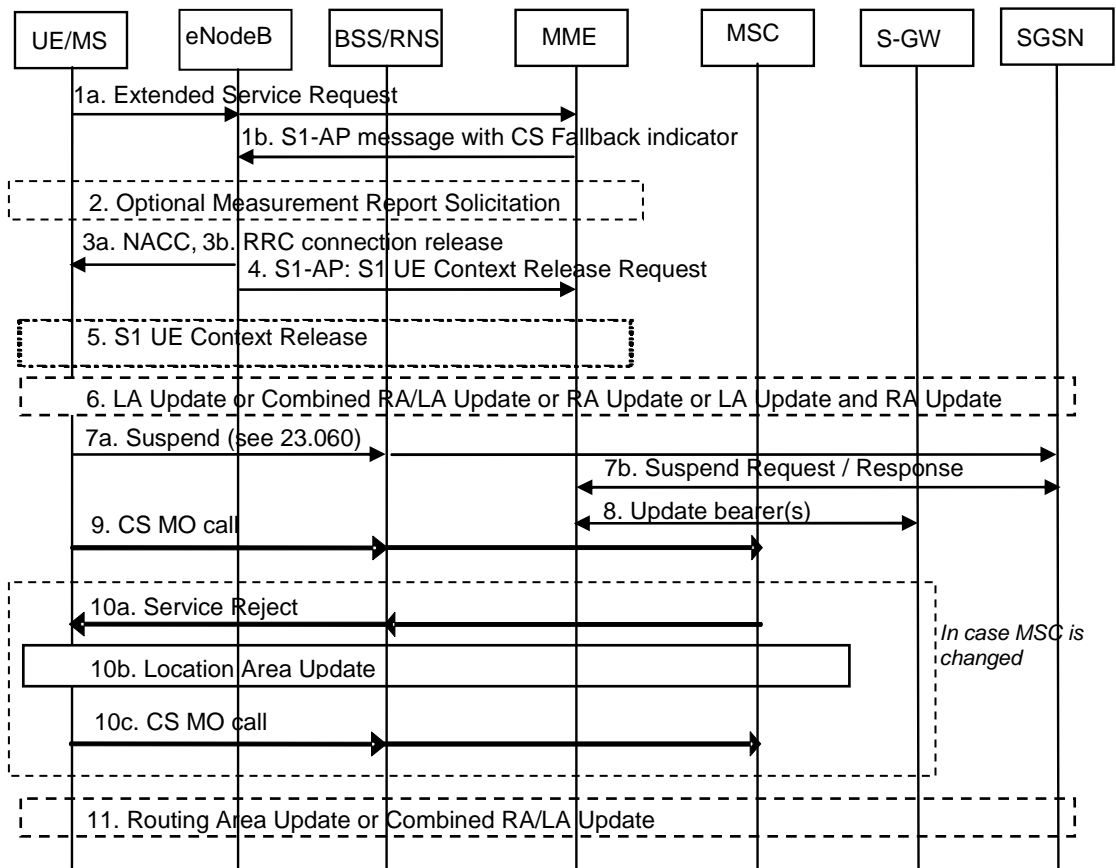 UE/MS
eNodeB
BSS/RNS
MME
MSC
S-GW
SGSN
1a. Extended Service Request
1b. S1-AP message with CS Fallback indicator
2. Optional Measurement Report Solicitation
3a. NACC, 3b. RRC connection release
4. S1-AP: S1 UE Context Release Request
5. S1 UE Context Release
6. LA Update or Combined RA/LA Update or RA Update or LA Update and RA Update
7a. Suspend (see 23.060)
7b. Suspend Request / Response
8. Update bearer(s)
9. CS MO call
10a. Service Reject
In case MSC is
changed
10b. Location Area Update
10c. CS MO call
11. Routing Area Update or Combined RA/LA Update